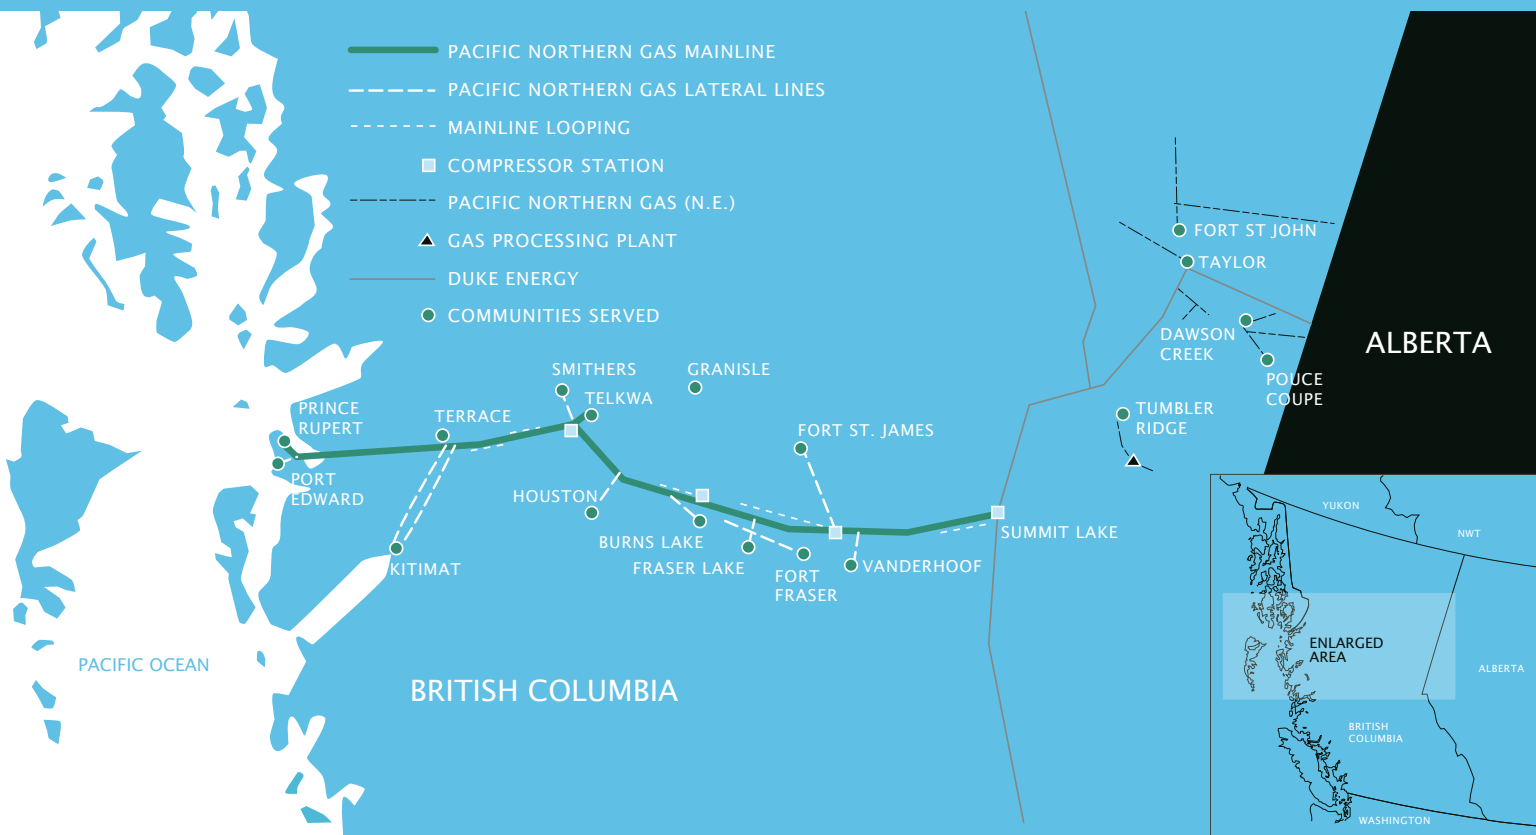 PACIFIC NORTHERN GAS MAINLINE
PACIFIC NORTHERN GAS LATERAL LINES
MAINLINE LOOPING
COMPRESSOR STATION
PACIFIC NORTHERN GAS (N.E.)
GAS PROCESSING PLANT
DUKE ENERGY
COMMUNITIES SERVED
FORT ST JOHN
TAYLOR
DAWSON
CREEK
POUCE
COUPE
ALBERTA
TUMBLER
RIDGE
SMITHERS
TELKWA
GRANISLE
PRINCE
RUPERT
TERRACE
PORT
EDWARD
FORT ST. JAMES
HOUSTON
KITIMAT
BURNS LAKE
FRASER LAKE
FORT
FRASER
VANDERHOOF
SUMMIT LAKE
PACIFIC OCEAN
BRITISH COLUMBIA
YUKON
NWT
ENLARGED
AREA
ALBERTA
BRITISH
COLUMBIA
WASHINGTON